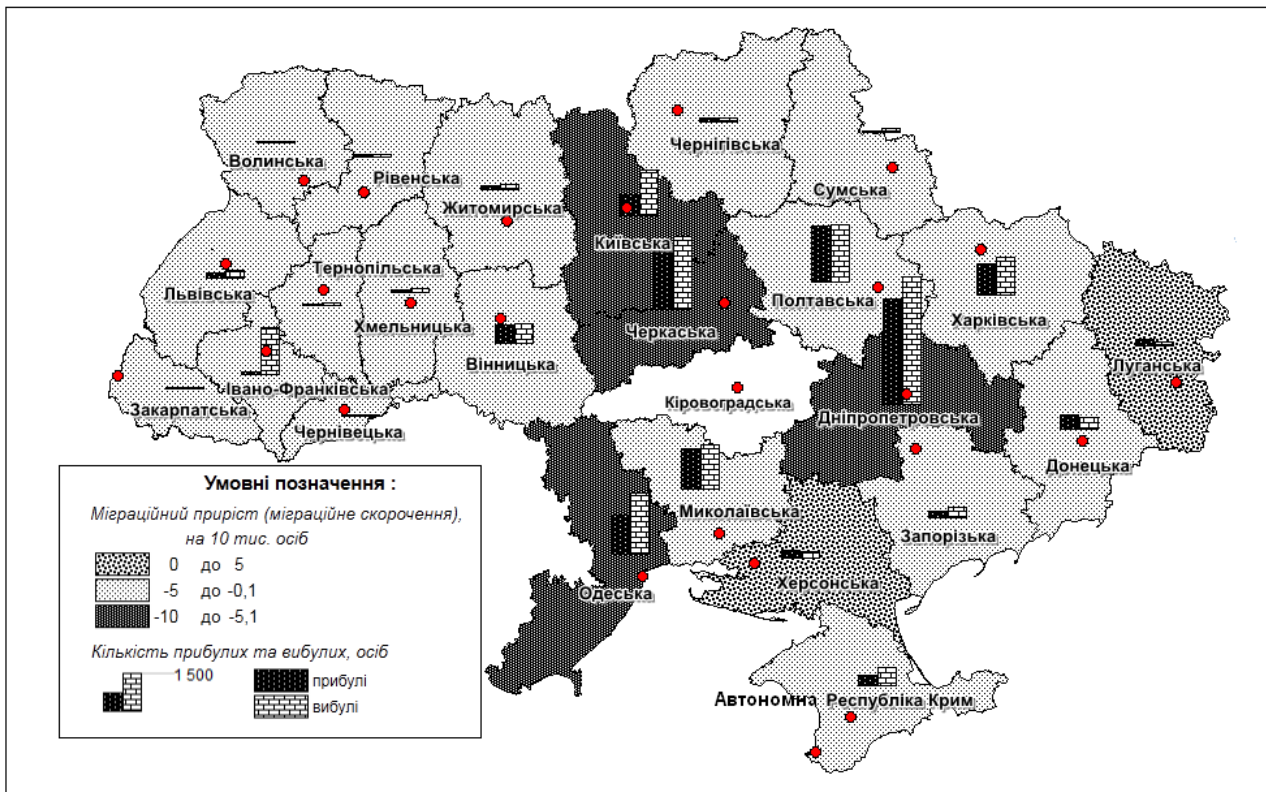 Чернігівська
Волинська
Рівенська
Сумська
Житомирська
Київська
Тернопільська
Львівська
Полтавська
Харківська
Хмельницька
Черкаська
Вінницька
Луганська
Івано-Франківська
Закарпатська
Кіровоградська
Дніпропетровська
Чернівецька
Донецька
Миколаївська
Запорізька
Херсонська
Одеська
Автономна Республіка Крим
Умовні позначення :
Міграційний приріст (міграційне скорочення),
на 10 тис. осіб
0 до 5
-5 до -0,1
-10 до -5,1
Кількість прибулих та вибулих, осіб
1 500
прибулі
вибулі